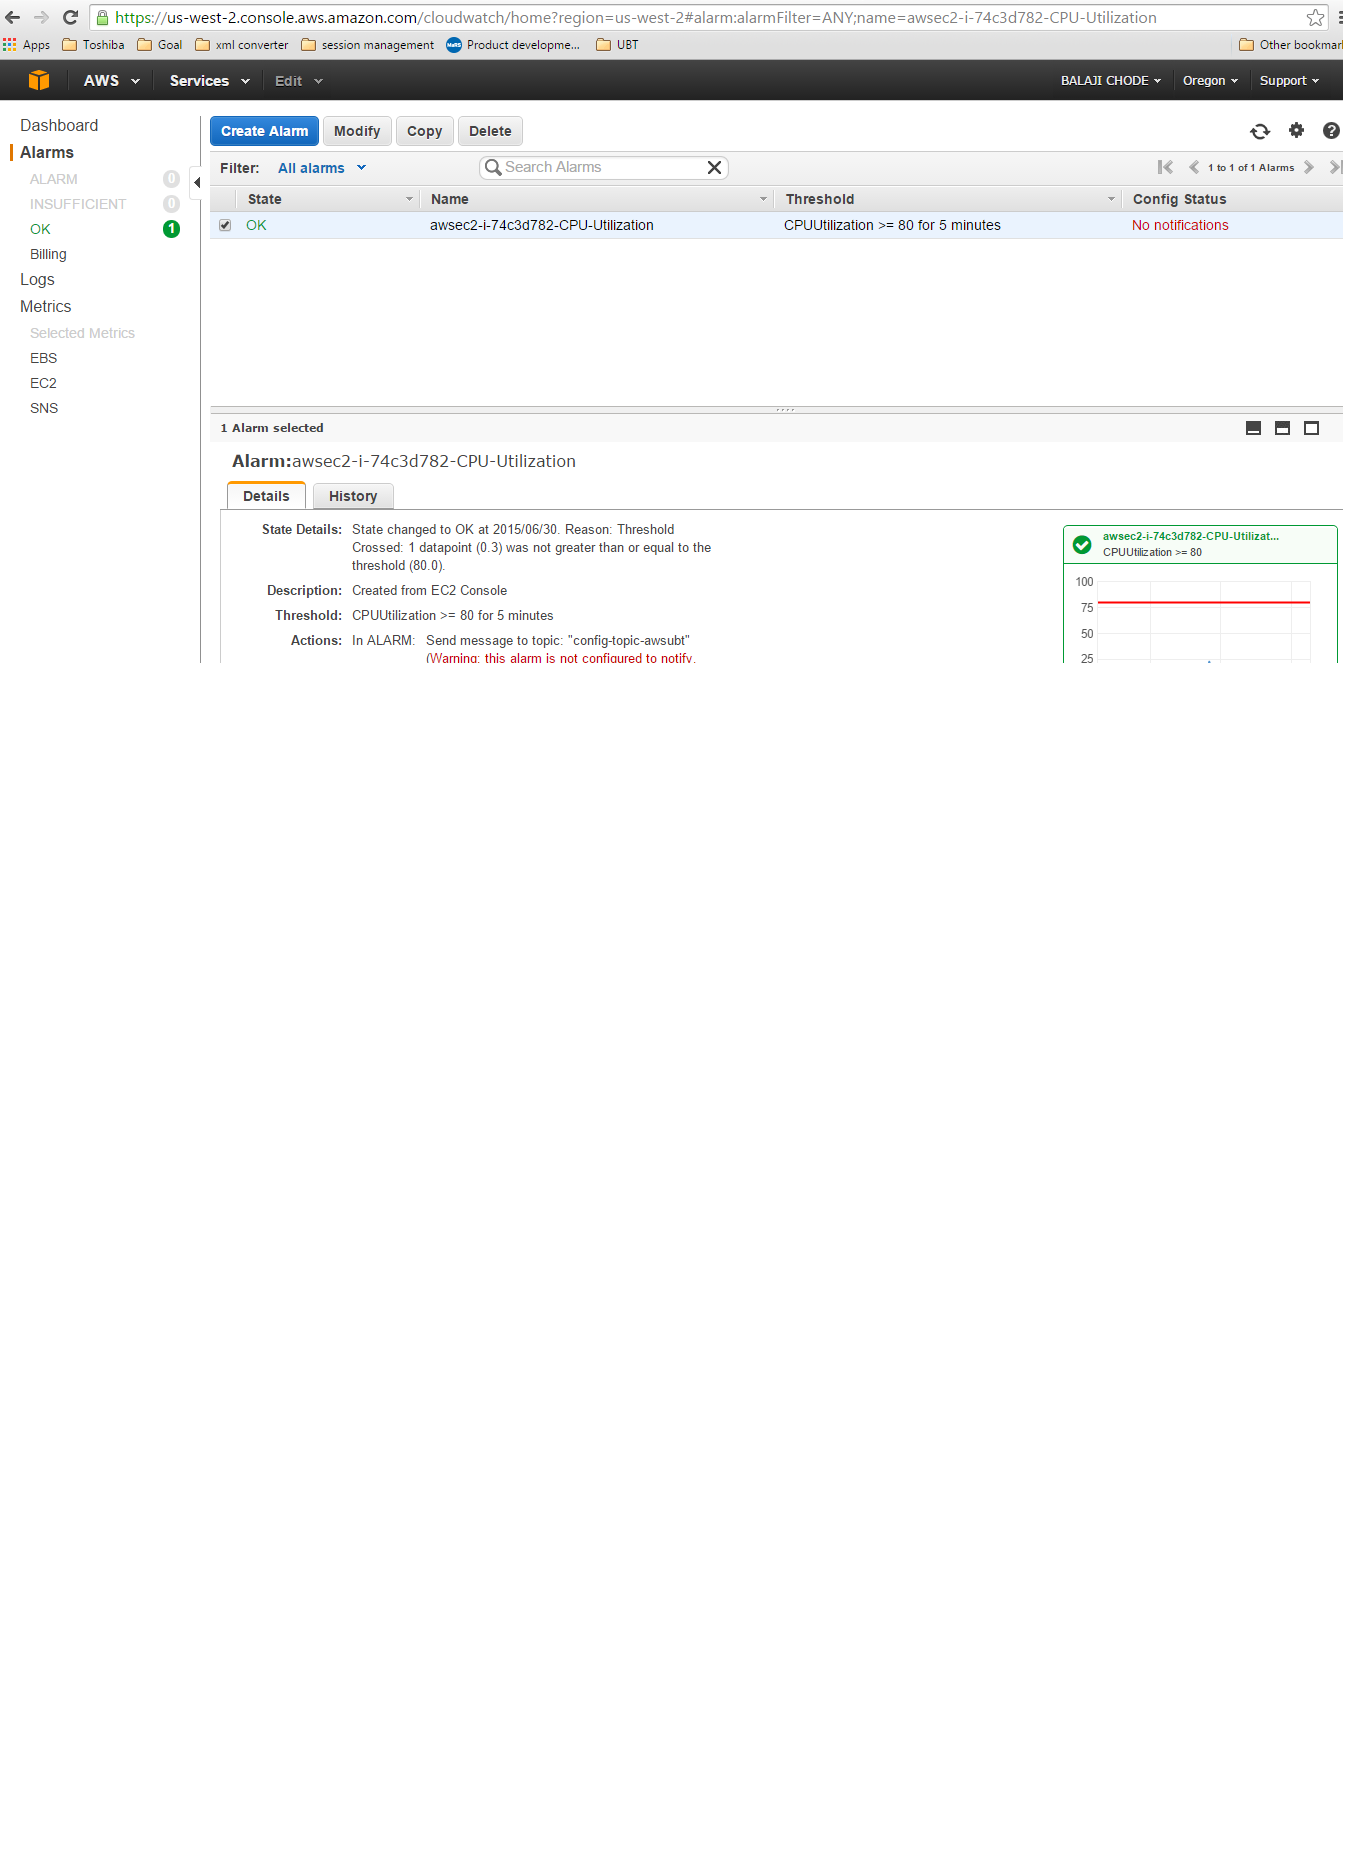 https://us-west-2.console.aws.amazon.com/cloudwatch/home?region=us-west-2#alarm:alarmFilter=ANY;name=awsec2-i-74c3d782-CPU-Utilization
Apps Toshiba Goal xml converter session management MaRS Product developme... UBT Other bookmar
AWS Services Edit BALAJI CHODE Oregon Support
Dashboard
Alarms
ALARM 0
INSUFFICIENT 0
OK 1
Billing
Logs
Metrics
Selected Metrics
EBS
EC2
SNS
Create Alarm Modify Copy Delete
Filter: All alarms Search Alarms 1 to 1 of 1 Alarms
State Name Threshold Config Status
OK awsec2-i-74c3d782-CPU-Utilization CPUUtilization >= 80 for 5 minutes No notifications
1 Alarm selected
Alarm:awsec2-i-74c3d782-CPU-Utilization
Details History
State Details: State changed to OK at 2015/06/30. Reason: Threshold
Crossed: 1 datapoint (0.3) was not greater than or equal to the
threshold (80.0).
Description: Created from EC2 Console
Threshold: CPUUtilization >= 80 for 5 minutes
Actions: In ALARM: Send message to topic: "config-topic-awsubt"
(Warning: this alarm is not configured to notify.
awsec2-i-74c3d782-CPU-Utilizat...
CPUUtilization >= 80
100
75
50
25